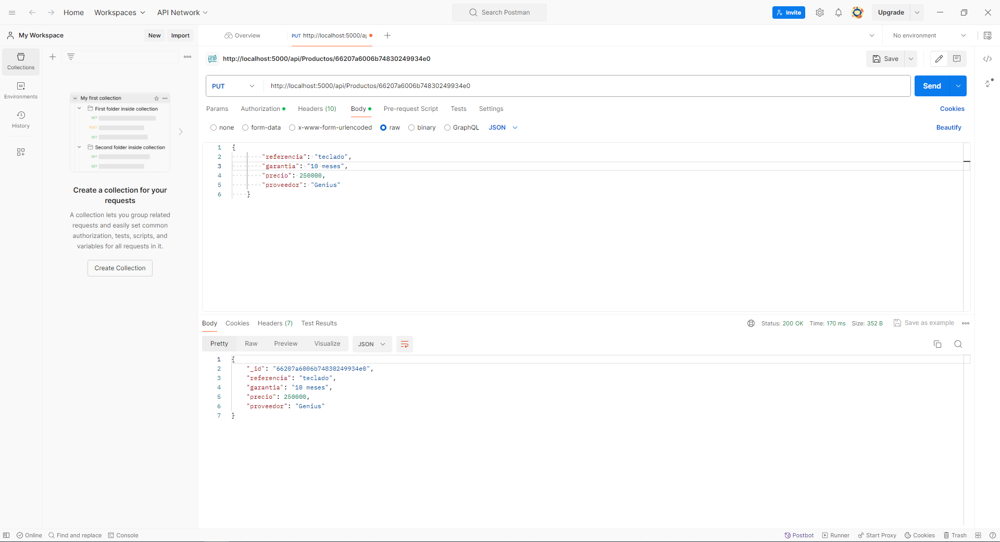 Home Workspaces API Network Search Postman Invite Upgrade
My Workspace New Import Overview PUT http://localhost:5000/ap No environment
Collections
Environments
History
My first collection
First folder inside collection
GET
POST
GET
Second folder inside collection
GET
GET
Create a collection for your
requests
A collection lets you group related
requests and easily set common
authorization, tests, scripts, and
variables for all requests in it.
Create Collection
HTTP http://localhost:5000/api/Productos/66207a6006b74830249934e0 Save
PUT http://localhost:5000/api/Productos/66207a6006b74830249934e0 Send
Params Authorization Headers (10) Body Pre-request Script Tests Settings Cookies
none form-data x-www-form-urlencoded raw binary GraphQL JSON Beautify
1 {
2 "referencia": "teclado",
3 "garantia": "10 meses",
4 "precio": 250000,
5 "proveedor": "Genius"
6 }
Body Cookies Headers (7) Test Results Status: 200 OK Time: 170 ms Size: 352 B Save as example
Pretty Raw Preview Visualize JSON
1 {
2 "_id": "66207a6006b74830249934e0",
3 "referencia": "teclado",
4 "garantia": "10 meses",
5 "precio": 250000,
6 "proveedor": "Genius"
7 }
Online Find and replace Console Postbot Runner Start Proxy Cookies Trash